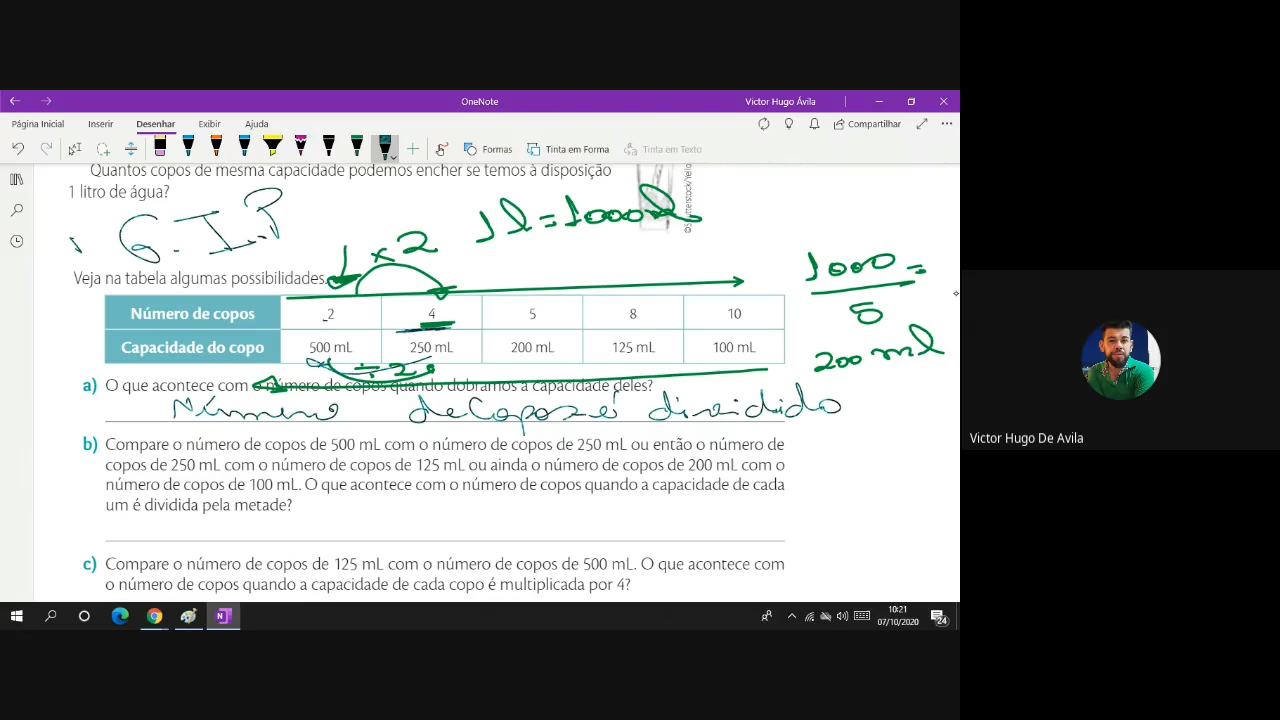 OneNote
Victor Hugo Ávila
Página Inicial Inserir Desenhar Exibir Ajuda
Compartilhar
Formas Tinta em Forma Tinta em Texto
Quantos copos de mesma capacidade podemos encher se temos à disposição
1 litro de água?
G.I.P
1l = 1000ml
×2
Veja na tabela algumas possibilidades.
1000 =
5
200 ml
Número de copos 2 4 5 8 10
Capacidade do copo 500 mL 250 mL 200 mL 125 mL 100 mL
÷2
a) O que acontece com o número de copos quando dobramos a capacidade deles?
Número de Copos é dividido
b) Compare o número de copos de 500 mL com o número de copos de 250 mL ou então o número de
copos de 250 mL com o número de copos de 125 mL ou ainda o número de copos de 200 mL com o
número de copos de 100 mL. O que acontece com o número de copos quando a capacidade de cada
um é dividida pela metade?
c) Compare o número de copos de 125 mL com o número de copos de 500 mL. O que acontece com
o número de copos quando a capacidade de cada copo é multiplicada por 4?
10:21
07/10/2020
24
Victor Hugo De Avila